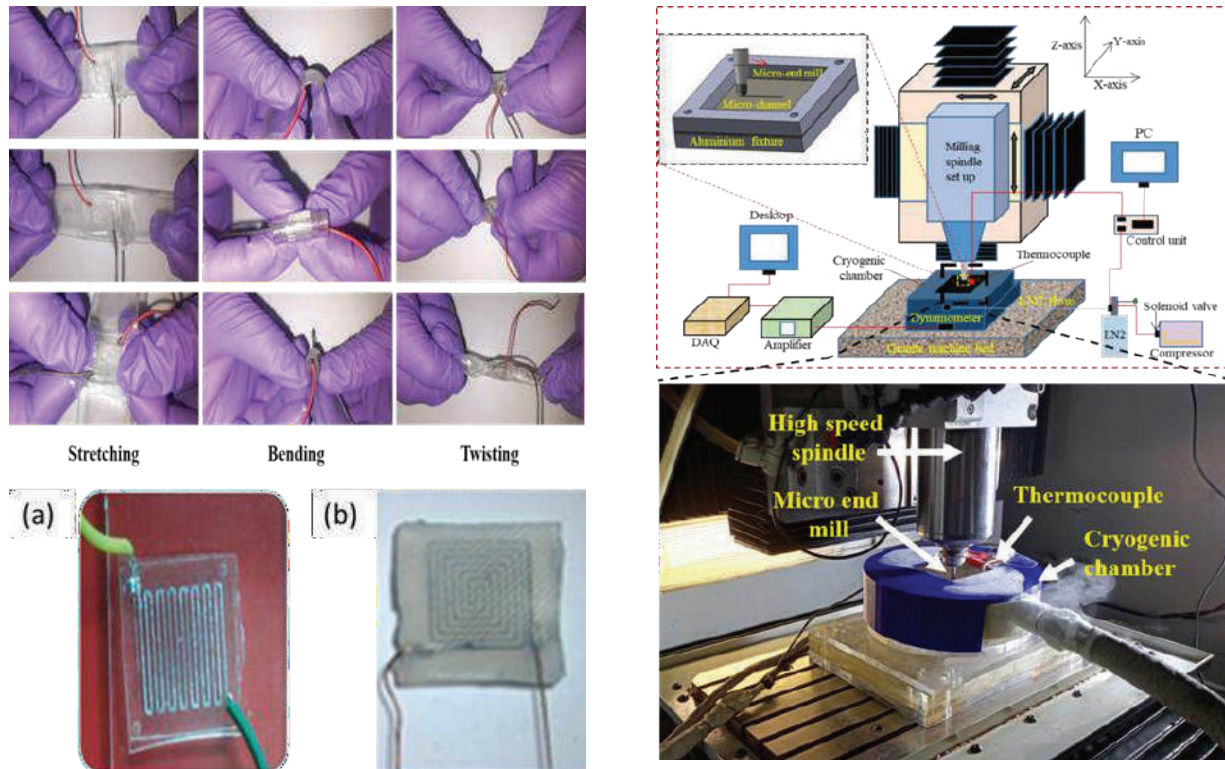 Stretching
Bending
Twisting
(a)
(b)
Z-axis
Y-axis
X-axis
Micro-end mill
Micro-channel
Aluminium fixture
Milling
spindle
set up
PC
Desktop
Control unit
Cryogenic
chamber
Thermocouple
Solenoid valve
Dynamometer
LN2
DAQ
Amplifier
Compressor
machine bed
High speed
spindle
Micro end
mill
Thermocouple
Cryogenic
chamber